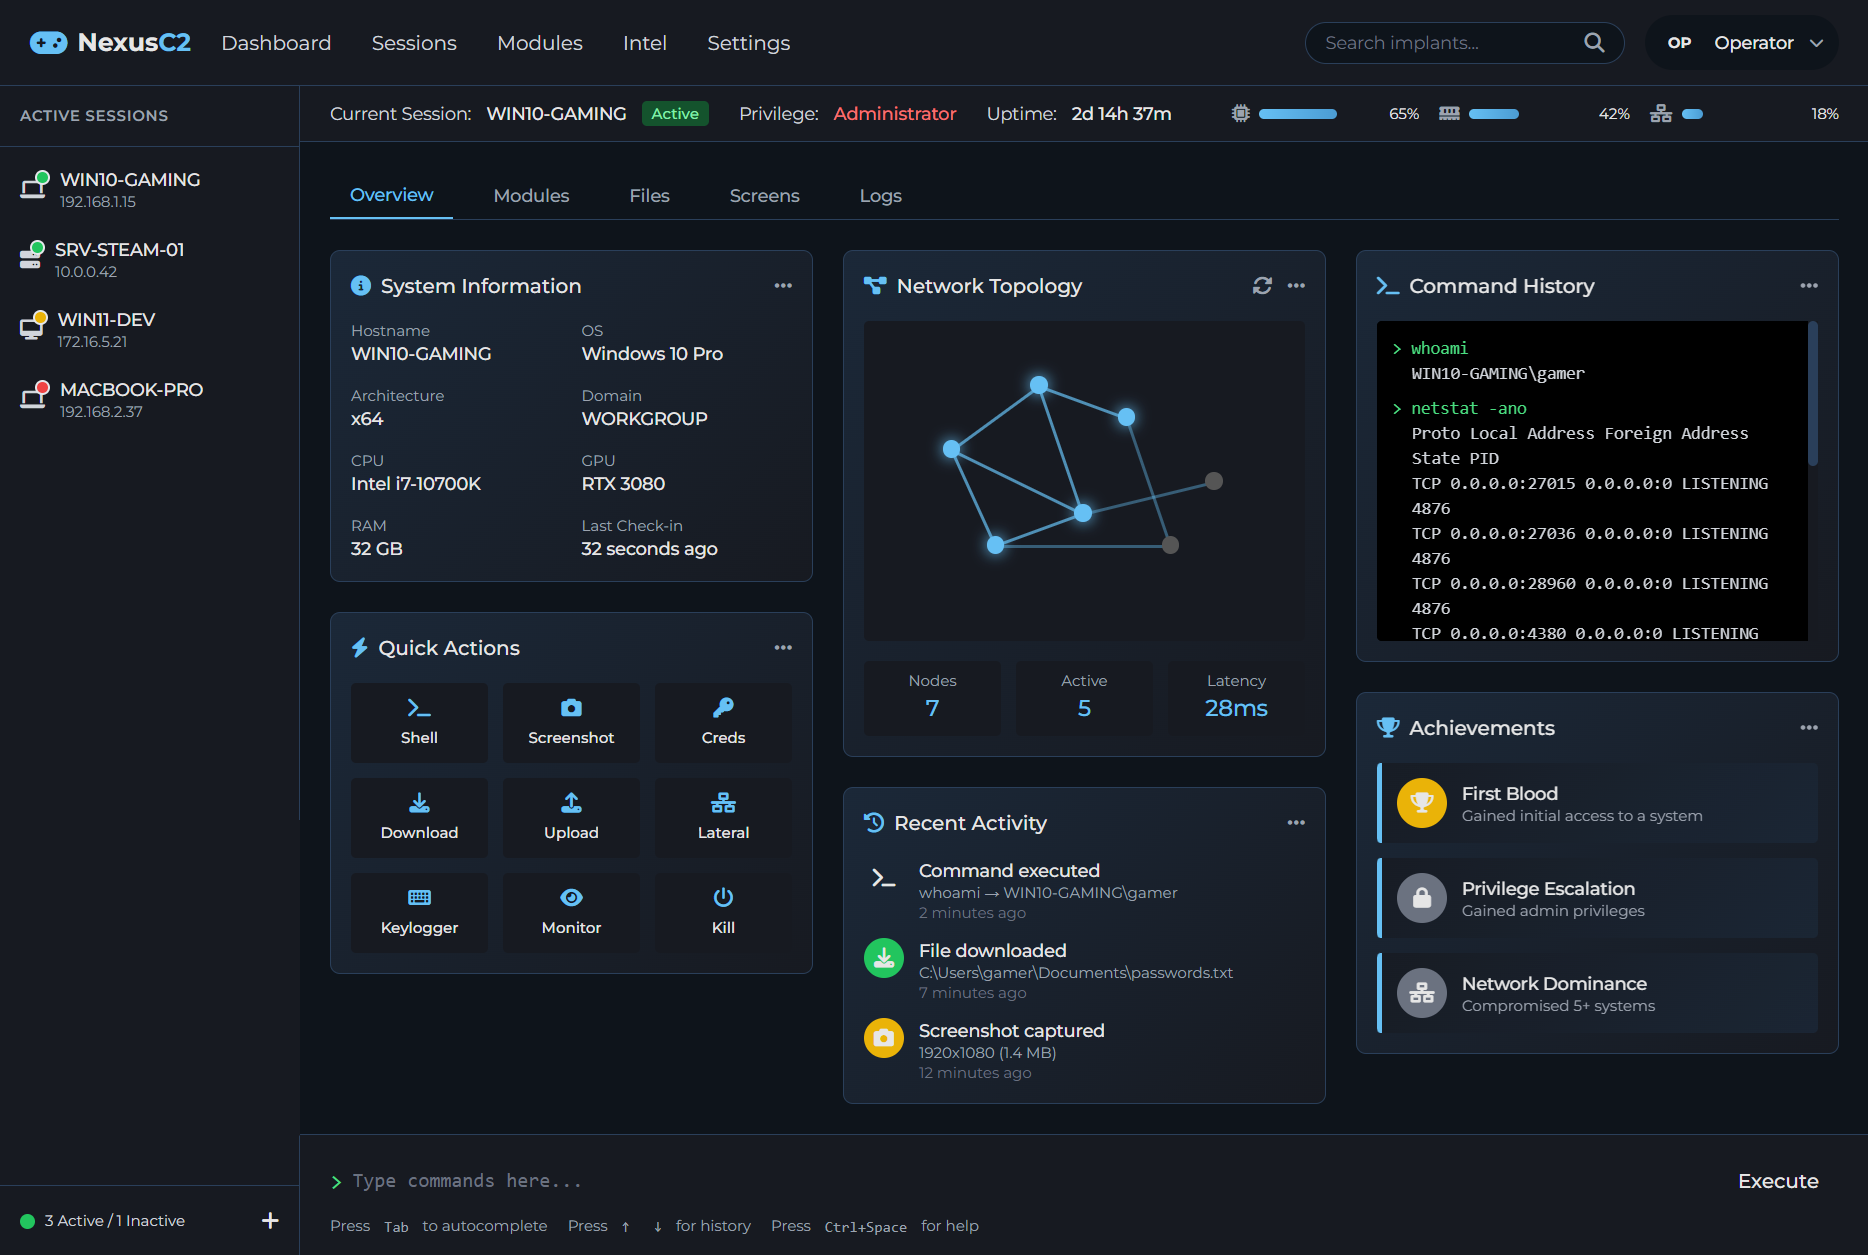 NexusC2
Dashboard
Sessions
Modules
Intel
Settings
Search implants...
OP
Operator
ACTIVE SESSIONS
WIN10-GAMING
192.168.1.15
SRV-STEAM-01
10.0.0.42
WIN11-DEV
172.16.5.21
MACBOOK-PRO
192.168.2.37
3 Active / 1 Inactive
Current Session: WIN10-GAMING Active
Privilege: Administrator
Uptime: 2d 14h 37m
65%
42%
18%
Overview
Modules
Files
Screens
Logs
System Information
Hostname
WIN10-GAMING
OS
Windows 10 Pro
Architecture
x64
Domain
WORKGROUP
CPU
Intel i7-10700K
GPU
RTX 3080
RAM
32 GB
Last Check-in
32 seconds ago
Quick Actions
Shell
Screenshot
Creds
Download
Upload
Lateral
Keylogger
Monitor
Kill
Network Topology
Nodes
7
Active
5
Latency
28ms
Recent Activity
Command executed
whoami → WIN10-GAMING\gamer
2 minutes ago
File downloaded
C:\Users\gamer\Documents\passwords.txt
7 minutes ago
Screenshot captured
1920x1080 (1.4 MB)
12 minutes ago
Command History
> whoami
WIN10-GAMING\gamer
> netstat -ano
Proto Local Address Foreign Address
State PID
TCP 0.0.0.0:27015 0.0.0.0:0 LISTENING
4876
TCP 0.0.0.0:27036 0.0.0.0:0 LISTENING
4876
TCP 0.0.0.0:28960 0.0.0.0:0 LISTENING
4876
TCP 0.0.0.0:4380 0.0.0.0:0 LISTENING
Achievements
First Blood
Gained initial access to a system
Privilege Escalation
Gained admin privileges
Network Dominance
Compromised 5+ systems
> Type commands here...
Execute
Press Tab to autocomplete Press ↑ ↓ for history Press Ctrl+Space for help